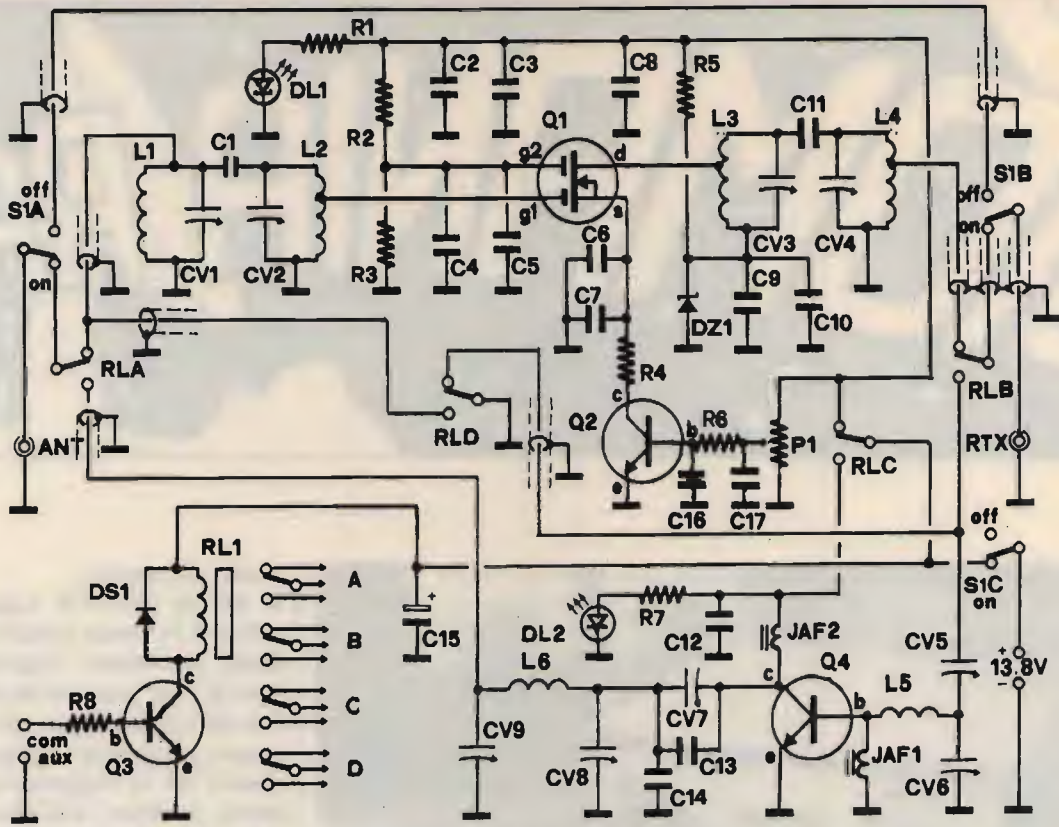 R1
C2
C3
C8
R5
DL1
R2
Q1
L3
C11
L4
L1
C1
L2
g2
d
g1
s
off
S1A
on
S1B
off
on
CV1
CV2
R3
C4
C5
C6
C7
CV3
CV4
DZ1
C9
C10
R4
RLA
RLB
ANT
RLD
c
Q2
b
R6
P1
e
C16
C17
RLC
RTX
off
S1C
on
RL1
DS1
A
B
C
D
+
C15
DL2
R7
C12
JAF2
c
Q4
b
L5
CV5
+
13,8V
-
L6
CV7
C13
C14
CV8
CV9
e
JAF1
CV6
R8
c
b
com
aux
Q3
e